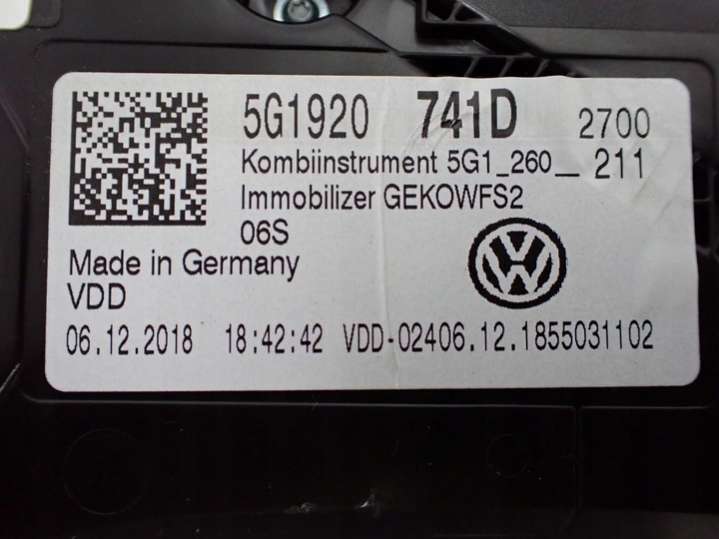 5G1920 741D 2700
Kombiinstrument 5G1_260__ 211
Immobilizer GEKOWFS2
06S
Made in Germany
VDD
06.12.2018 18:42:42 VDD-02406.12.1855031102